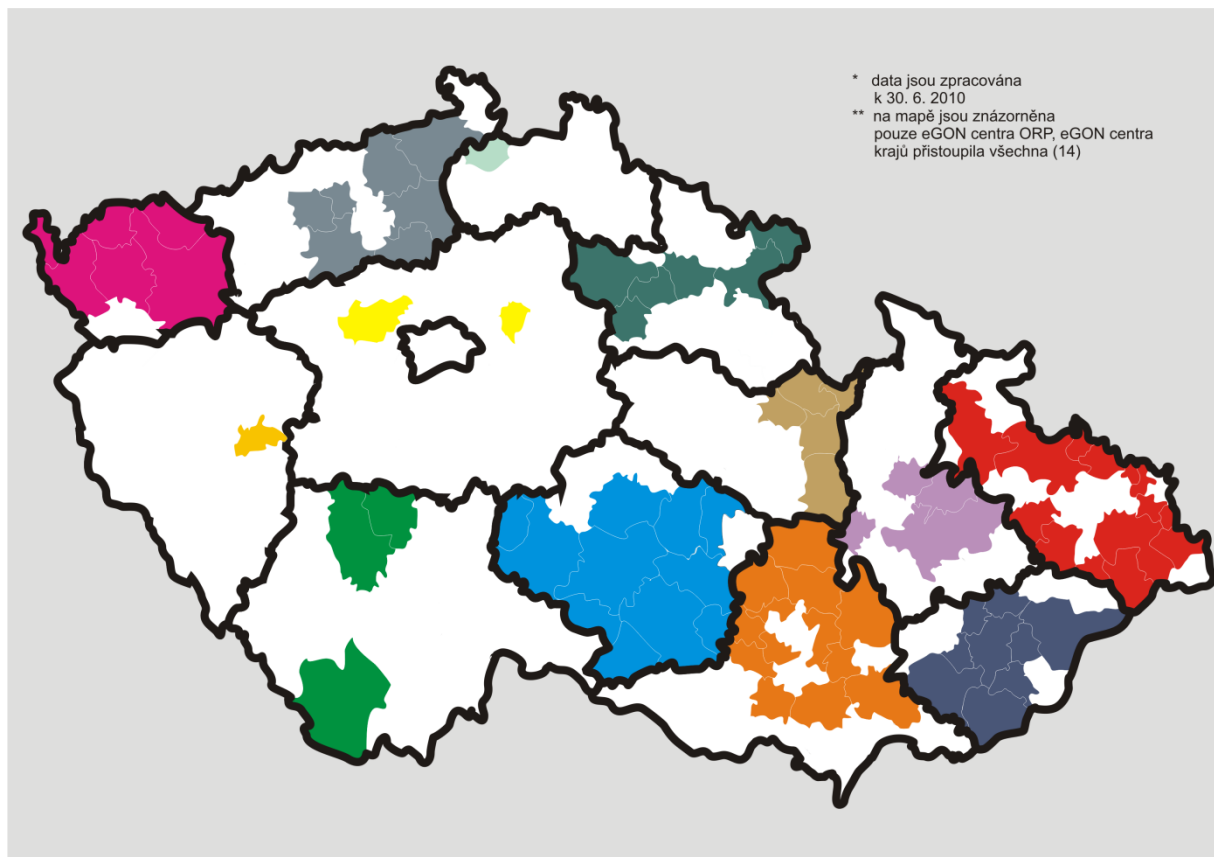 * data jsou zpracována
k 30. 6. 2010
** na mapě jsou znázorněna
pouze eGON centra ORP, eGON centra
krajů přistoupila všechna (14)